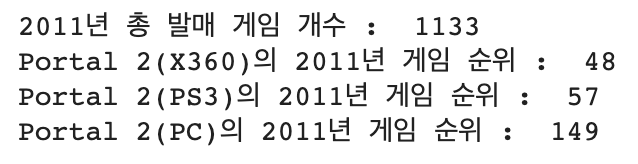 2011년 총 발매 게임 개수 :  1133
Portal 2(X360)의 2011년 게임 순위 :  48
Portal 2(PS3)의 2011년 게임 순위 :  57
Portal 2(PC)의 2011년 게임 순위 :  149